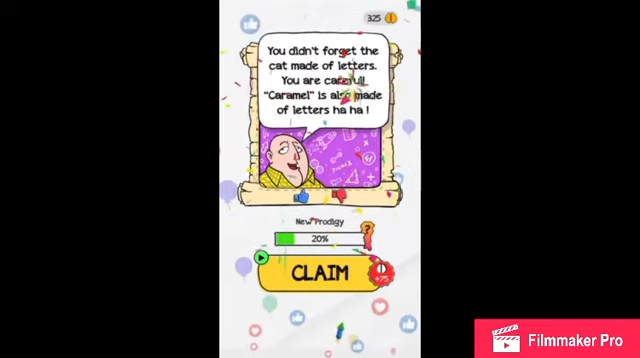 325
You didn't forget the
cat made of letters.
You are careful!
"Caramel" is also made
of letters ha ha !
New Prodigy
?
20%
CLAIM
+75
Filmmaker Pro